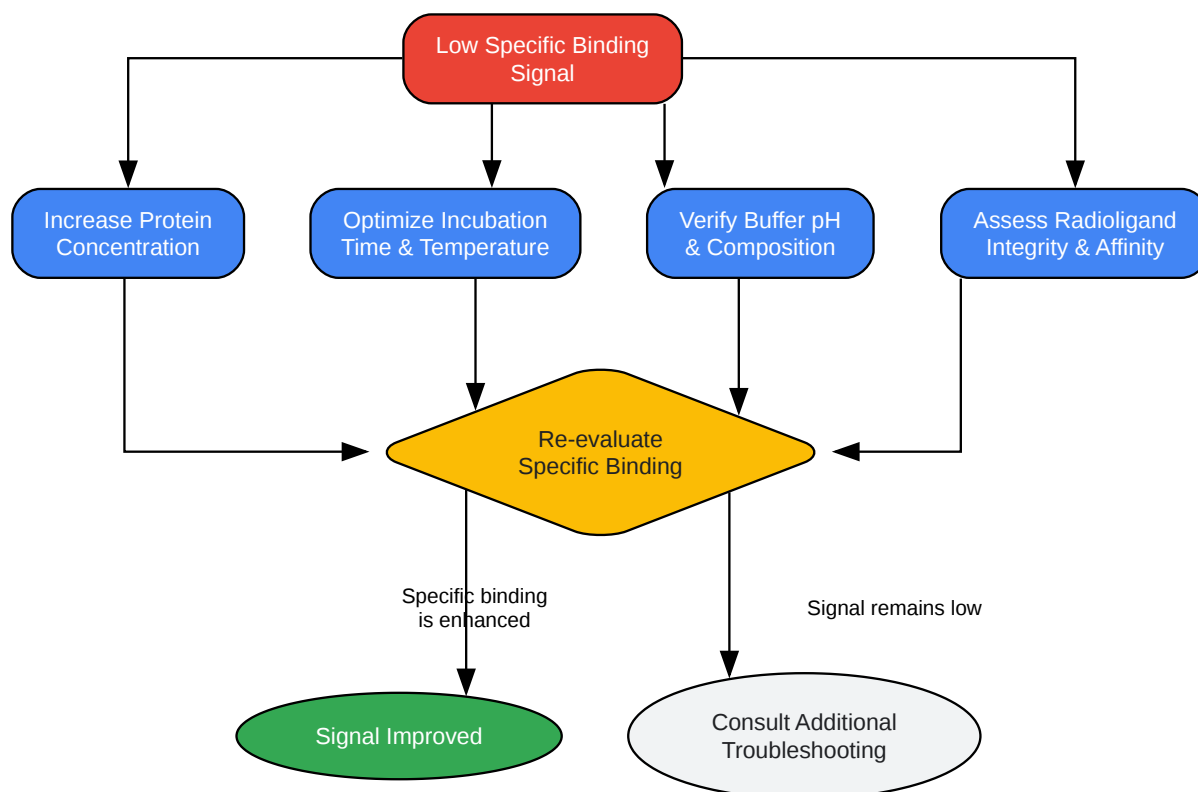 Low Specific Binding
Signal
Increase Protein
Concentration
Optimize Incubation
Time & Temperature
Verify Buffer pH
& Composition
Assess Radioligand
Integrity & Affinity
Re-evaluate
Specific Binding
Specific binding
is enhanced
Signal remains low
Signal Improved
Consult Additional
Troubleshooting